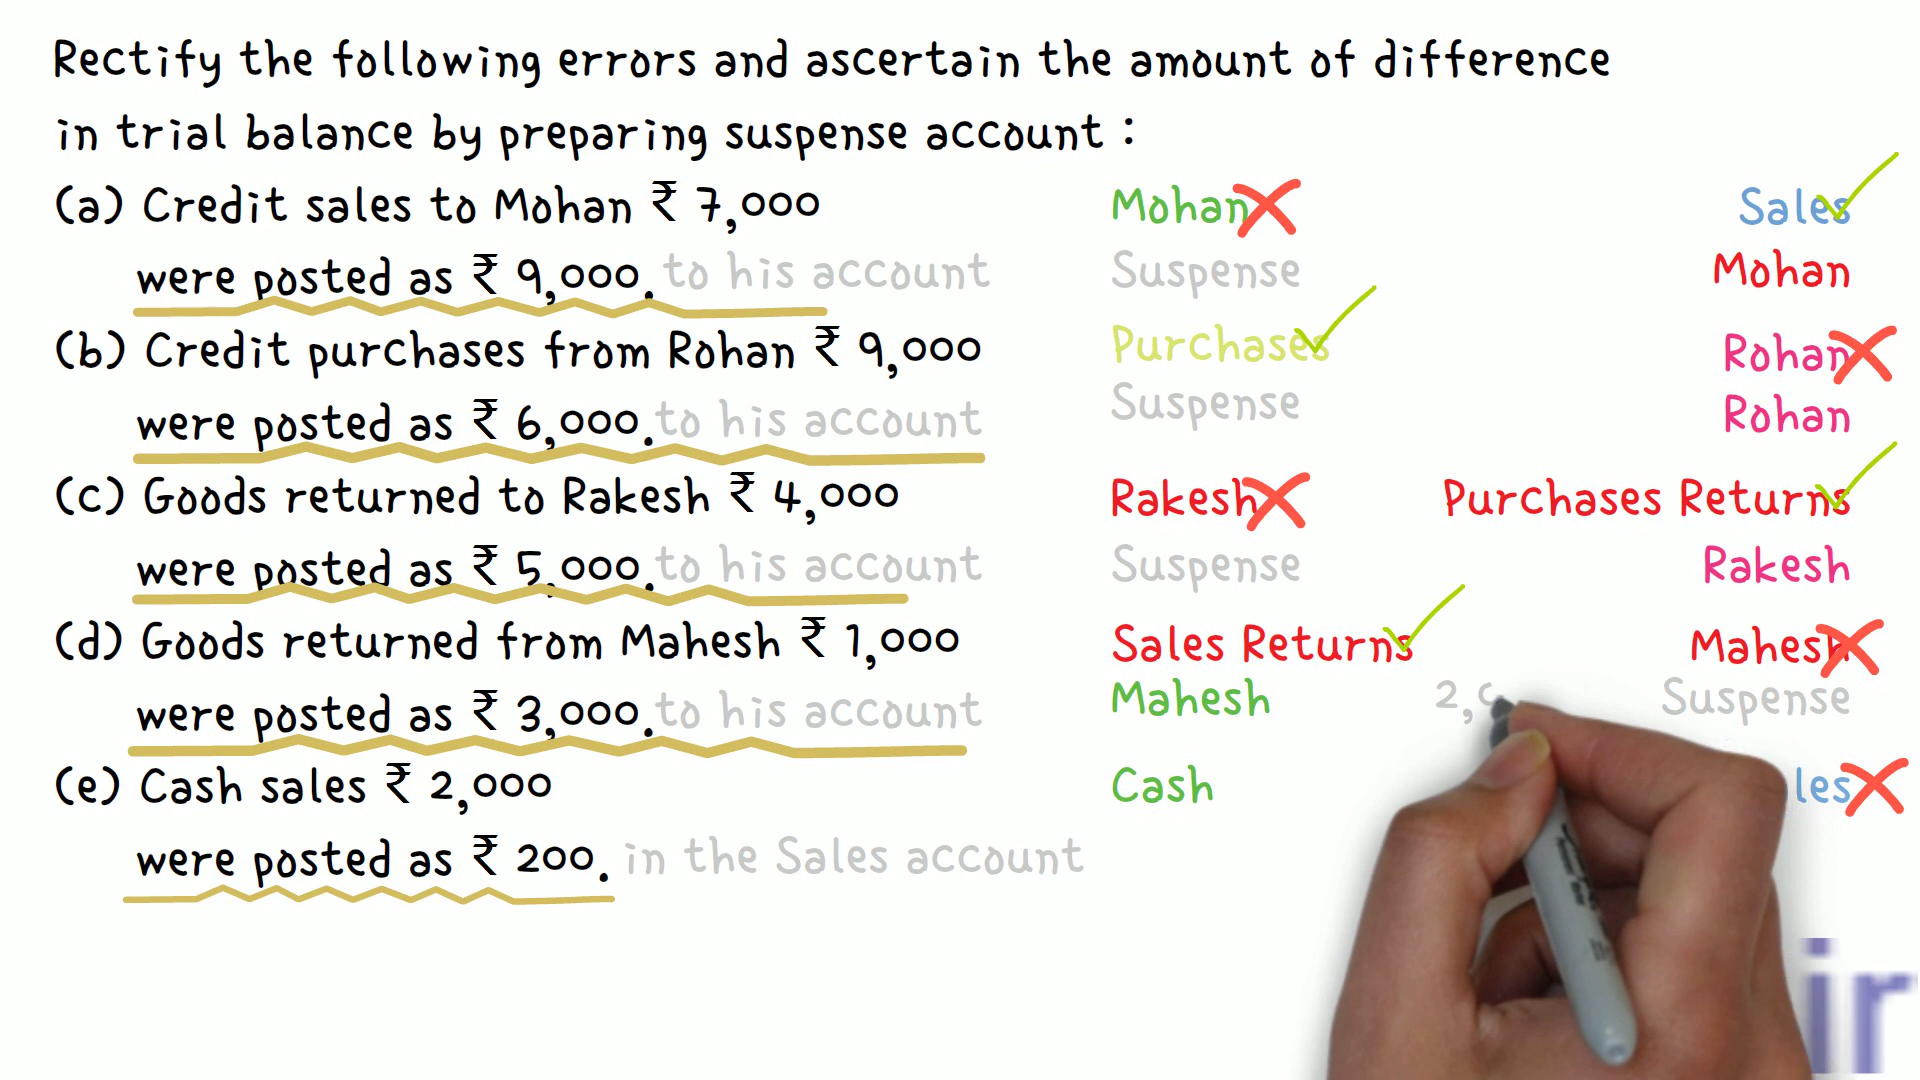 Rectify the following errors and ascertain the amount of difference
in trial balance by preparing suspense account :
(a) Credit sales to Mohan ₹ 7,000 Mohan Sales
were posted as ₹ 9,000. to his account Suspense Mohan
(b) Credit purchases from Rohan ₹ 9,000 Purchases Rohan
were posted as ₹ 6,000. to his account Suspense Rohan
(c) Goods returned to Rakesh ₹ 4,000 Rakesh Purchases Returns
were posted as ₹ 5,000. to his account Suspense Rakesh
(d) Goods returned from Mahesh ₹ 1,000 Sales Returns Mahesh
were posted as ₹ 3,000. to his account Mahesh Suspense
(e) Cash sales ₹ 2,000 Cash
were posted as ₹ 200. in the Sales account